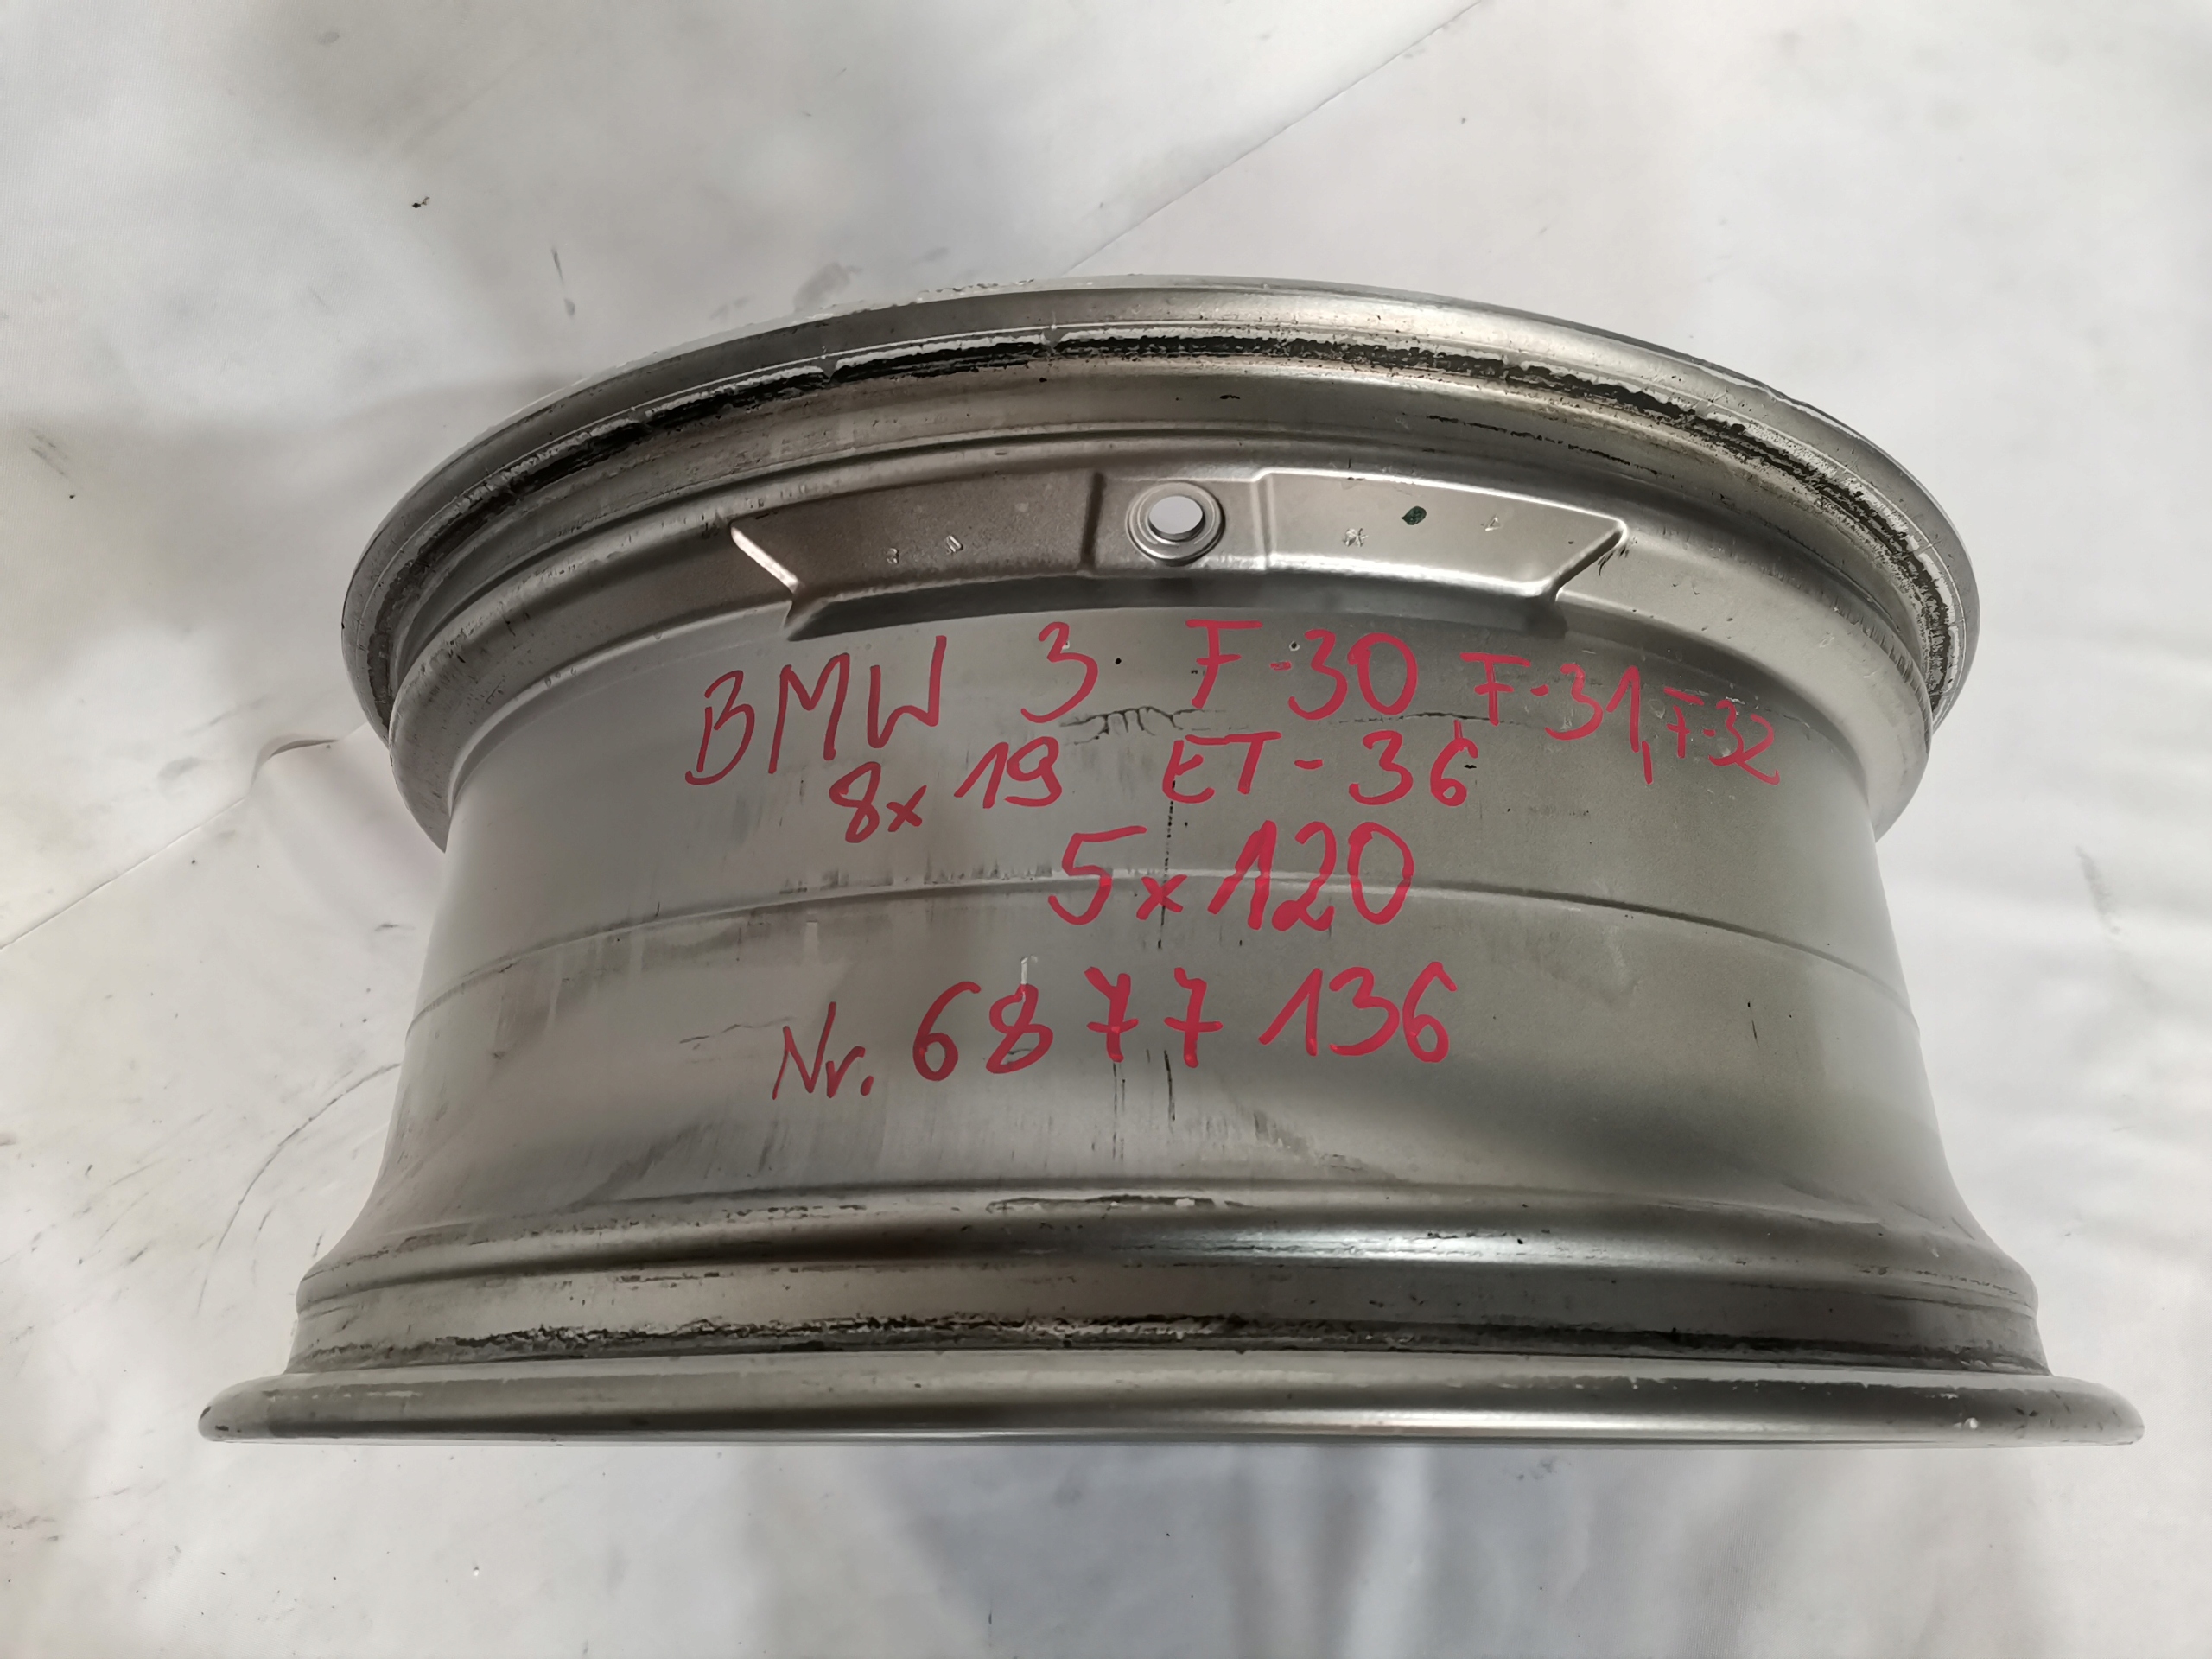 BMW 3 F-30 F-31, F-32
8x19 ET-36
5x120
Nr. 6877136